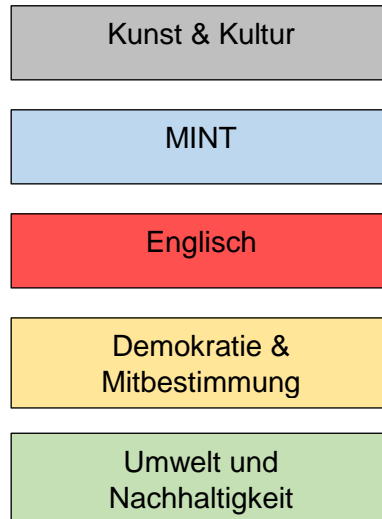 Kunst & Kultur
MINT
Englisch
Demokratie &
Mitbestimmung
Umwelt und
Nachhaltigkeit